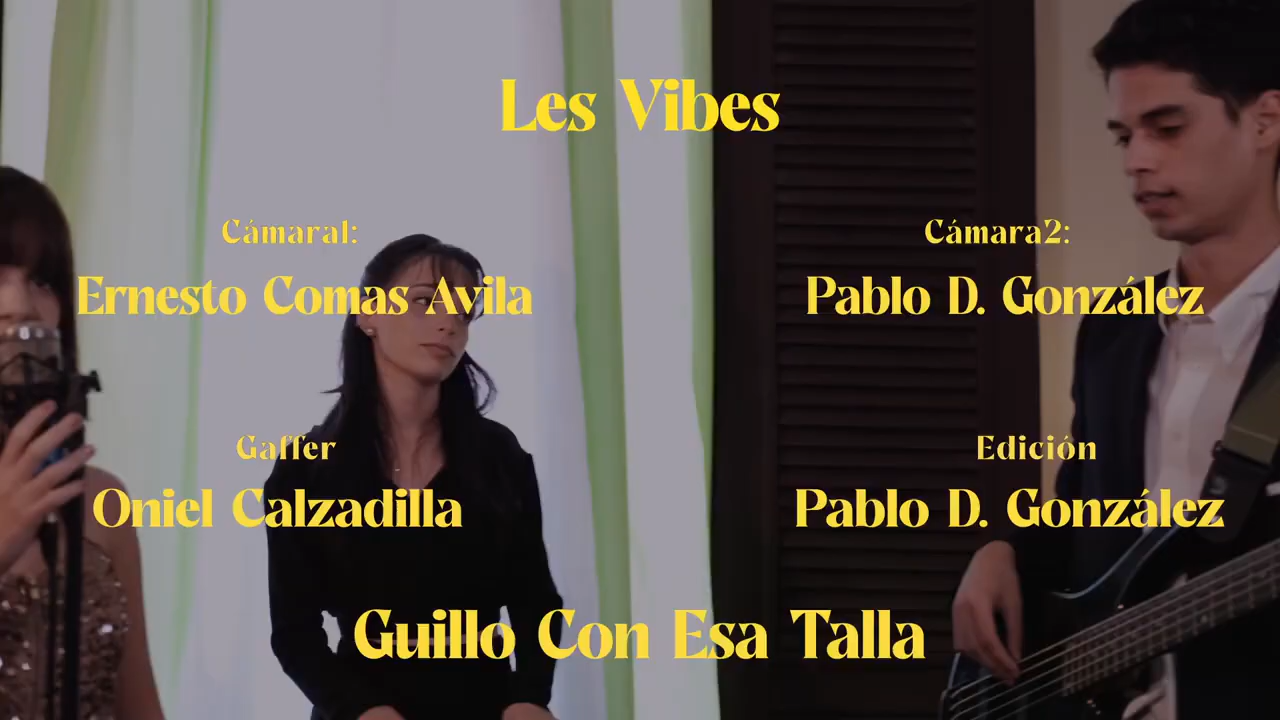 Les Vibes
Cámara1:
Ernesto Comas Avila
Cámara2:
Pablo D. González
Gaffer
Oniel Calzadilla
Edición
Pablo D. González
Guillo Con Esa Talla